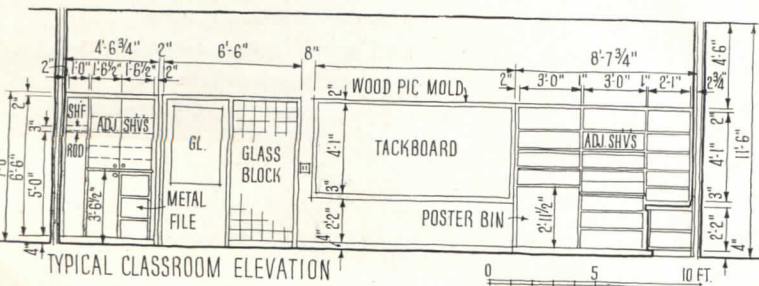 4'-6 3/4" 2" 6'-6" 8" 8'-7 3/4" 4'-6"
2" 1'-0" 1'-6 1/2" 1'-6 1/2" 2" 2" 3'-0" 1" 3'-0" 1" 2'-1" 2 3/4"
2" WOOD PIC MOLD 2"
SHF ADJ SHVS GL. GLASS BLOCK 4'-1" TACKBOARD ADJ. SHVS 4'-1" 11'-6"
3" ROD
6'-6" 5'-0" 3'-6 1/2" METAL FILE 3" 3"
2'-2" POSTER BIN 2'-11 1/2" 2'-2"
4" 4" 4"
TYPICAL CLASSROOM ELEVATION 0 5 10 FT.